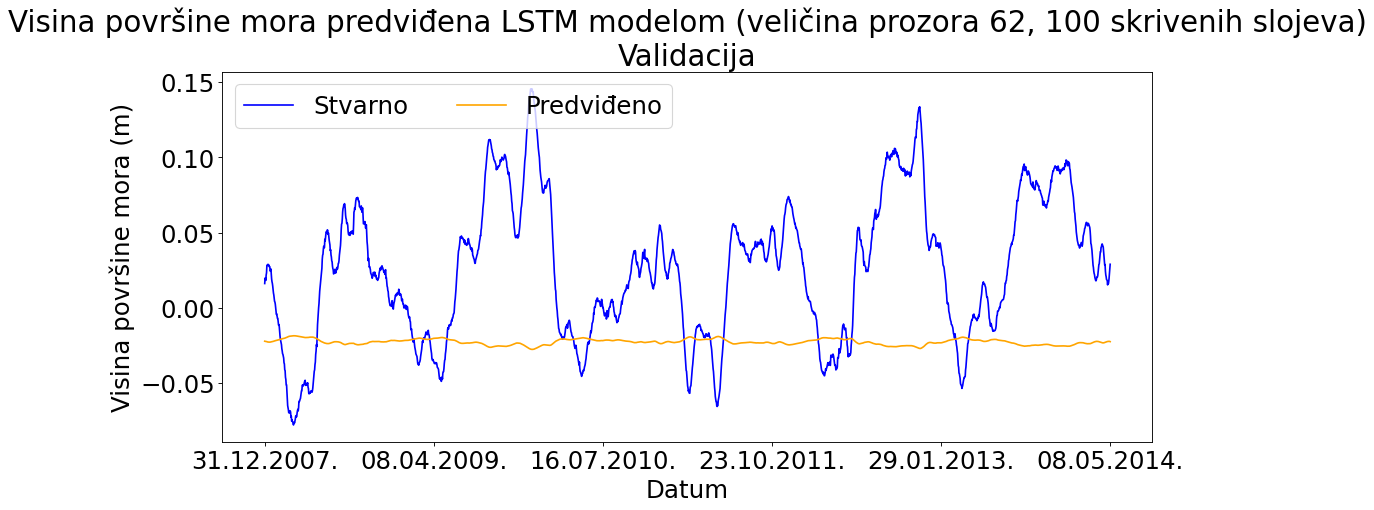 Visina površine mora predviđena LSTM modelom (veličina prozora 62, 100 skrivenih slojeva)
Validacija
Stvarno
Predviđeno
Visina površine mora (m)
0.15
0.10
0.05
0.00
−0.05
31.12.2007.
08.04.2009.
16.07.2010.
23.10.2011.
29.01.2013.
08.05.2014.
Datum